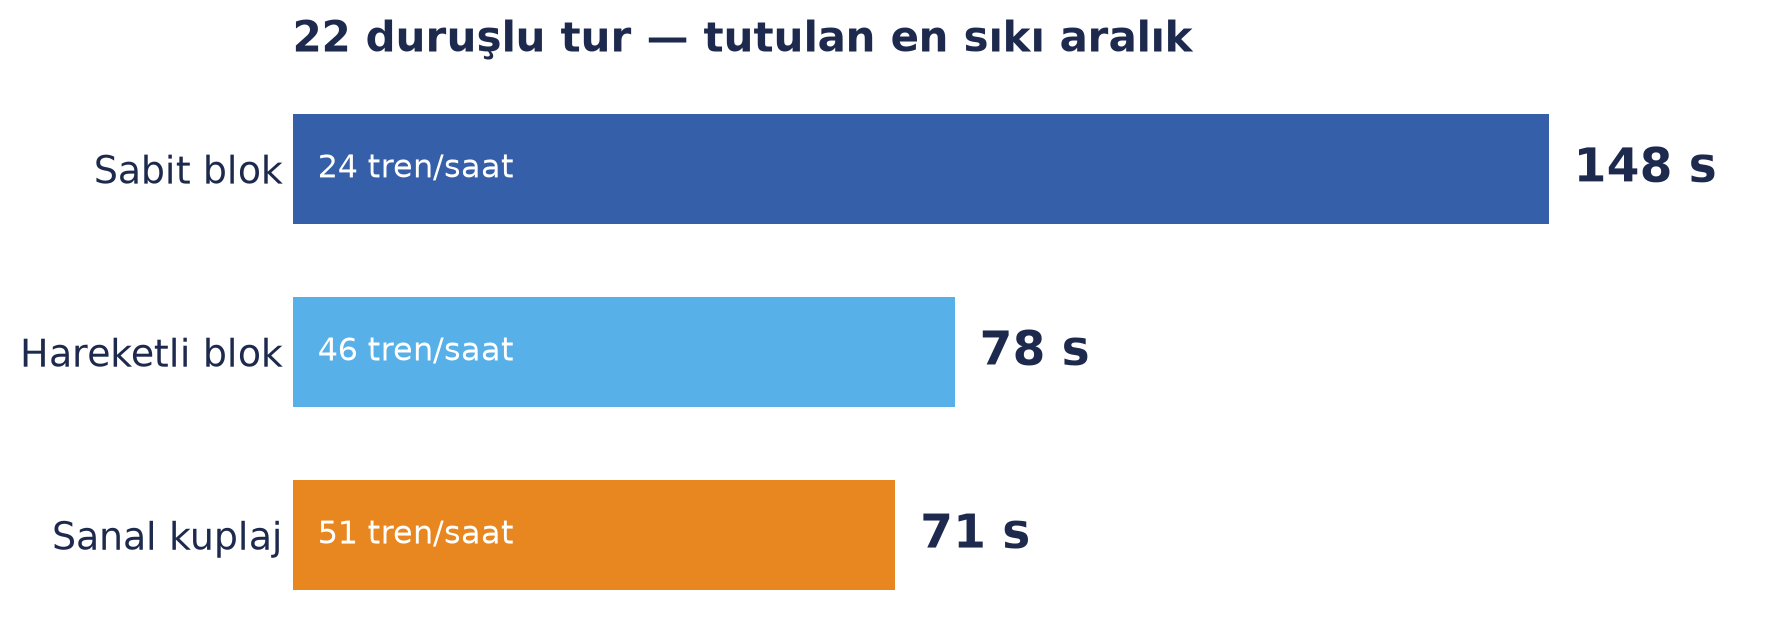 22 duruşlu tur — tutulan en sıkı aralık
Sabit blok
24 tren/saat
148 s
Hareketli blok
46 tren/saat
78 s
Sanal kuplaj
51 tren/saat
71 s